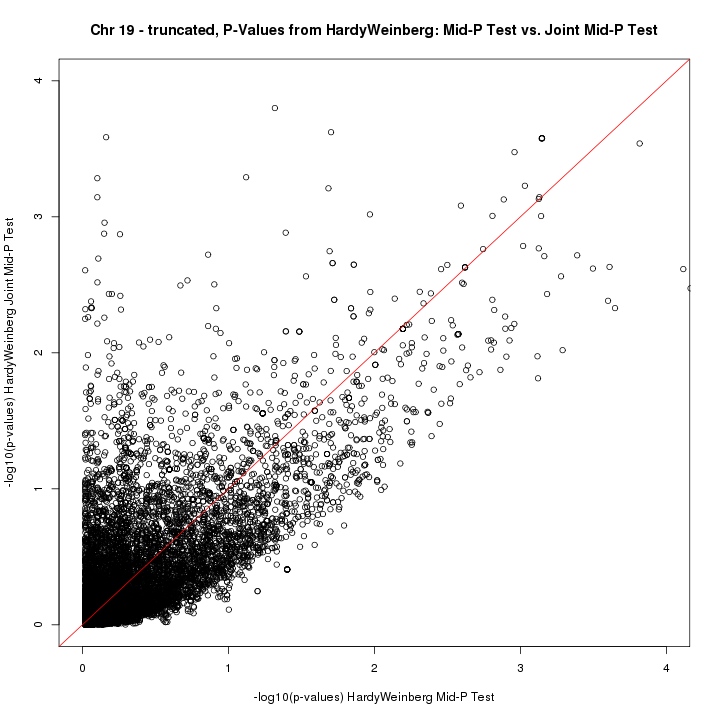 Chr 19 - truncated, P-Values from HardyWeinberg: Mid-P Test vs. Joint Mid-P Test
4
3
2
1
0
-log10(p-values) HardyWeinberg Joint Mid-P Test
0 1 2 3 4
-log10(p-values) HardyWeinberg Mid-P Test